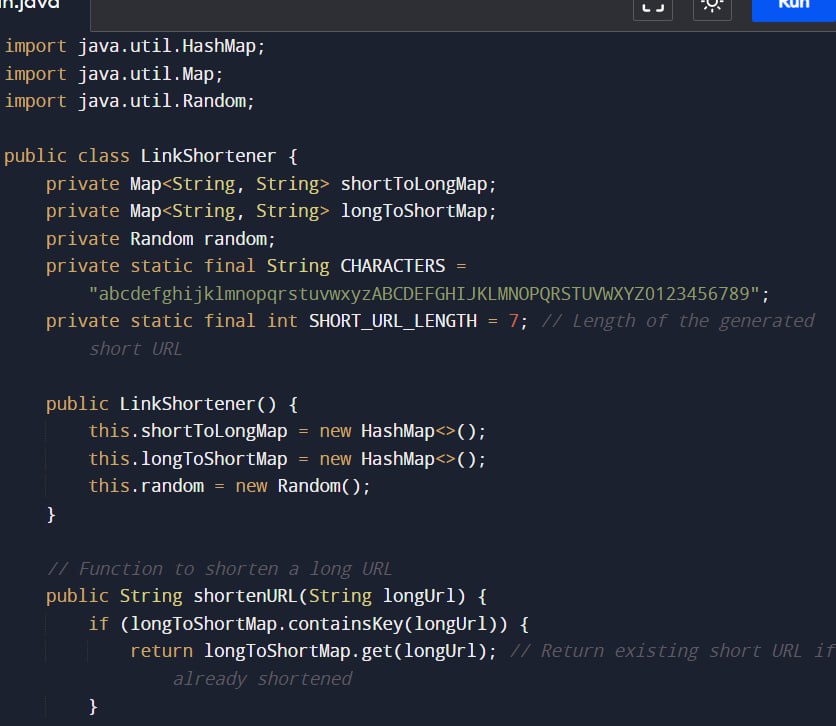 n.java
Run
import java.util.HashMap;
import java.util.Map;
import java.util.Random;
public class LinkShortener {
private Map<String, String> shortToLongMap;
private Map<String, String> longToShortMap;
private Random random;
private static final String CHARACTERS =
"abcdefghijklmnopqrstuvwxyzABCDEFGHIJKLMNOPQRSTUVWXYZ0123456789";
private static final int SHORT_URL_LENGTH = 7; // Length of the generated
short URL
public LinkShortener() {
this.shortToLongMap = new HashMap<>();
this.longToShortMap = new HashMap<>();
this.random = new Random();
}
// Function to shorten a long URL
public String shortenURL(String longUrl) {
if (longToShortMap.containsKey(longUrl)) {
return longToShortMap.get(longUrl); // Return existing short URL if
already shortened
}